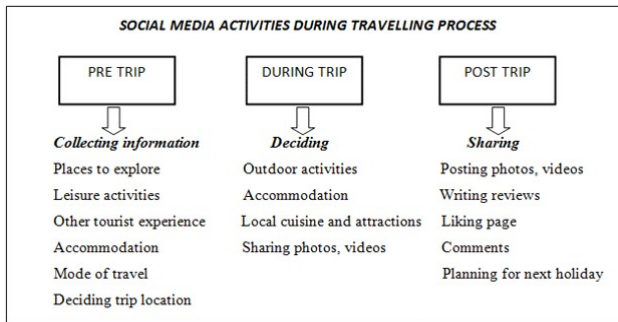 SOCIAL MEDIA ACTIVITIES DURING TRAVELLING PROCESS
PRE TRIP
Collecting information
Places to explore
Leisure activities
Other tourist experience
Accommodation
Mode of travel
Deciding trip location
DURING TRIP
Deciding
Outdoor activities
Accommodation
Local cuisine and attractions
Sharing photos, videos
POST TRIP
Sharing
Posting photos, videos
Writing reviews
Liking page
Comments
Planning for next holiday